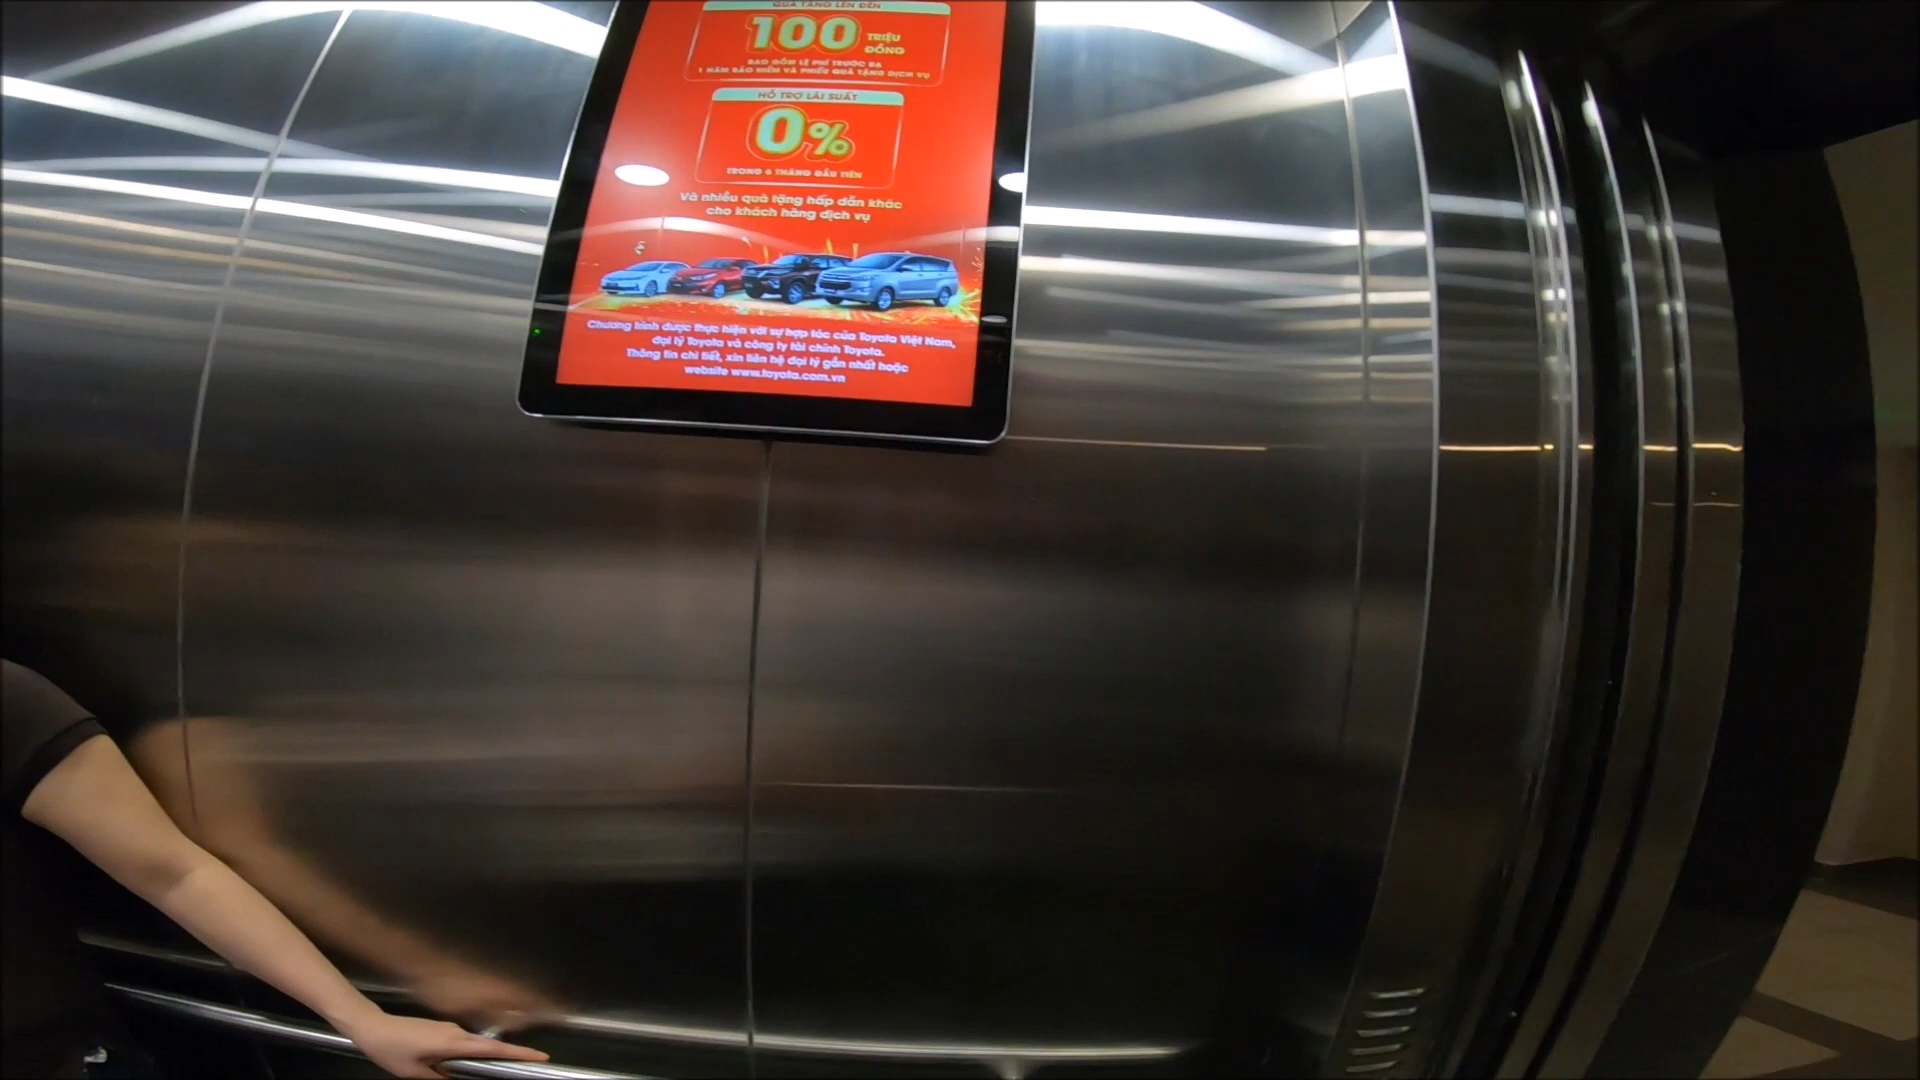 QUÀ TẶNG LÊN ĐẾN
100 TRIỆU ĐỒNG
BAO GỒM LỆ PHÍ TRƯỚC BẠ
1 NĂM BẢO HIỂM VÀ PHIẾU QUÀ TẶNG DỊCH VỤ
HỖ TRỢ LÃI SUẤT
0%
TRONG 6 THÁNG ĐẦU TIÊN
Và nhiều quà tặng hấp dẫn khác
cho khách hàng dịch vụ
Chương trình được thực hiện với sự hợp tác của Toyota Việt Nam,
đại lý Toyota và công ty tài chính Toyota.
Thông tin chi tiết, xin liên hệ đại lý gần nhất hoặc
website www.toyota.com.vn